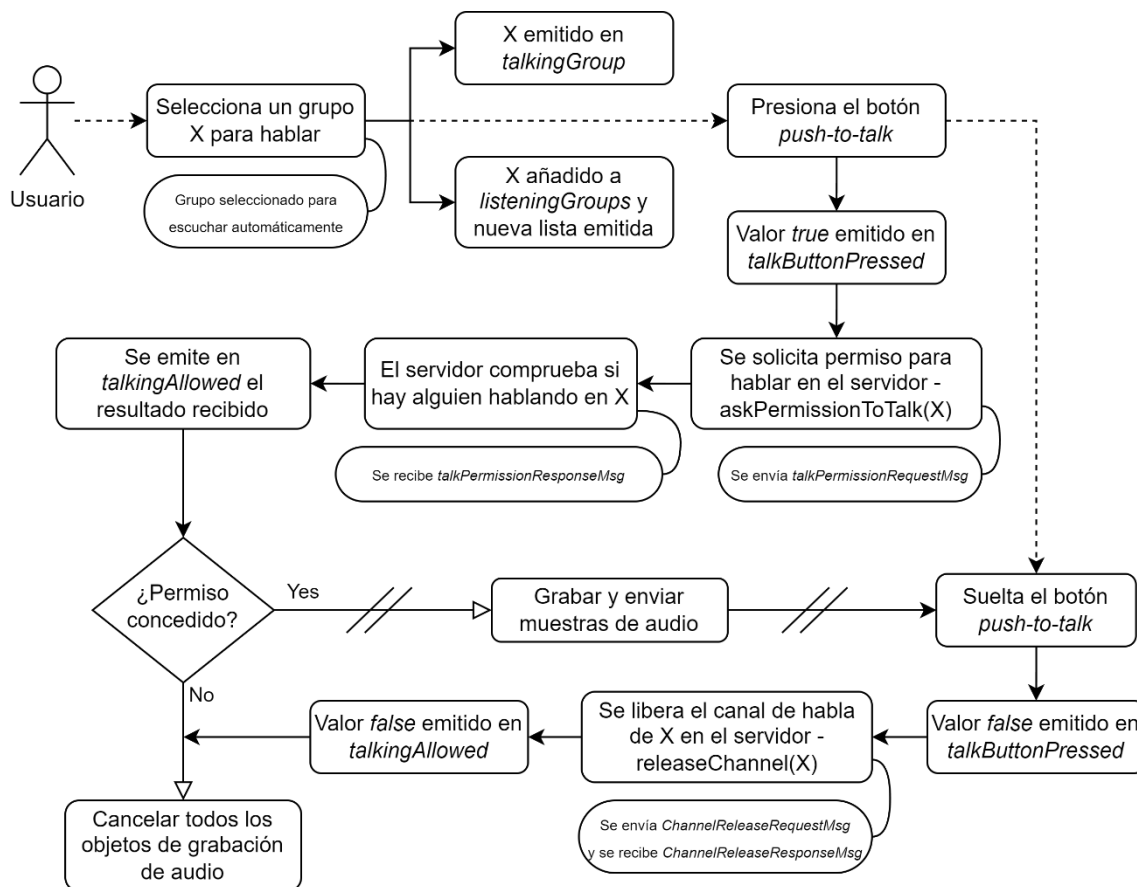 X emitido en
talkingGroup
Selecciona un grupo
X para hablar
Presiona el botón
push-to-talk
Usuario
Grupo seleccionado para
escuchar automáticamente
X añadido a
listeningGroups y
nueva lista emitida
Valor true emitido en
talkButtonPressed
Se emite en
talkingAllowed el
resultado recibido
El servidor comprueba si
hay alguien hablando en X
Se solicita permiso para
hablar en el servidor -
askPermissionToTalk(X)
Se recibe talkPermissionResponseMsg
Se envía talkPermissionRequestMsg
¿Permiso
concedido?
Yes
Grabar y enviar
muestras de audio
Suelta el botón
push-to-talk
No
Valor false emitido en
talkingAllowed
Se libera el canal de habla
de X en el servidor -
releaseChannel(X)
Valor false emitido en
talkButtonPressed
Cancelar todos los
objetos de grabación
de audio
Se envía ChannelReleaseRequestMsg
y se recibe ChannelReleaseResponseMsg